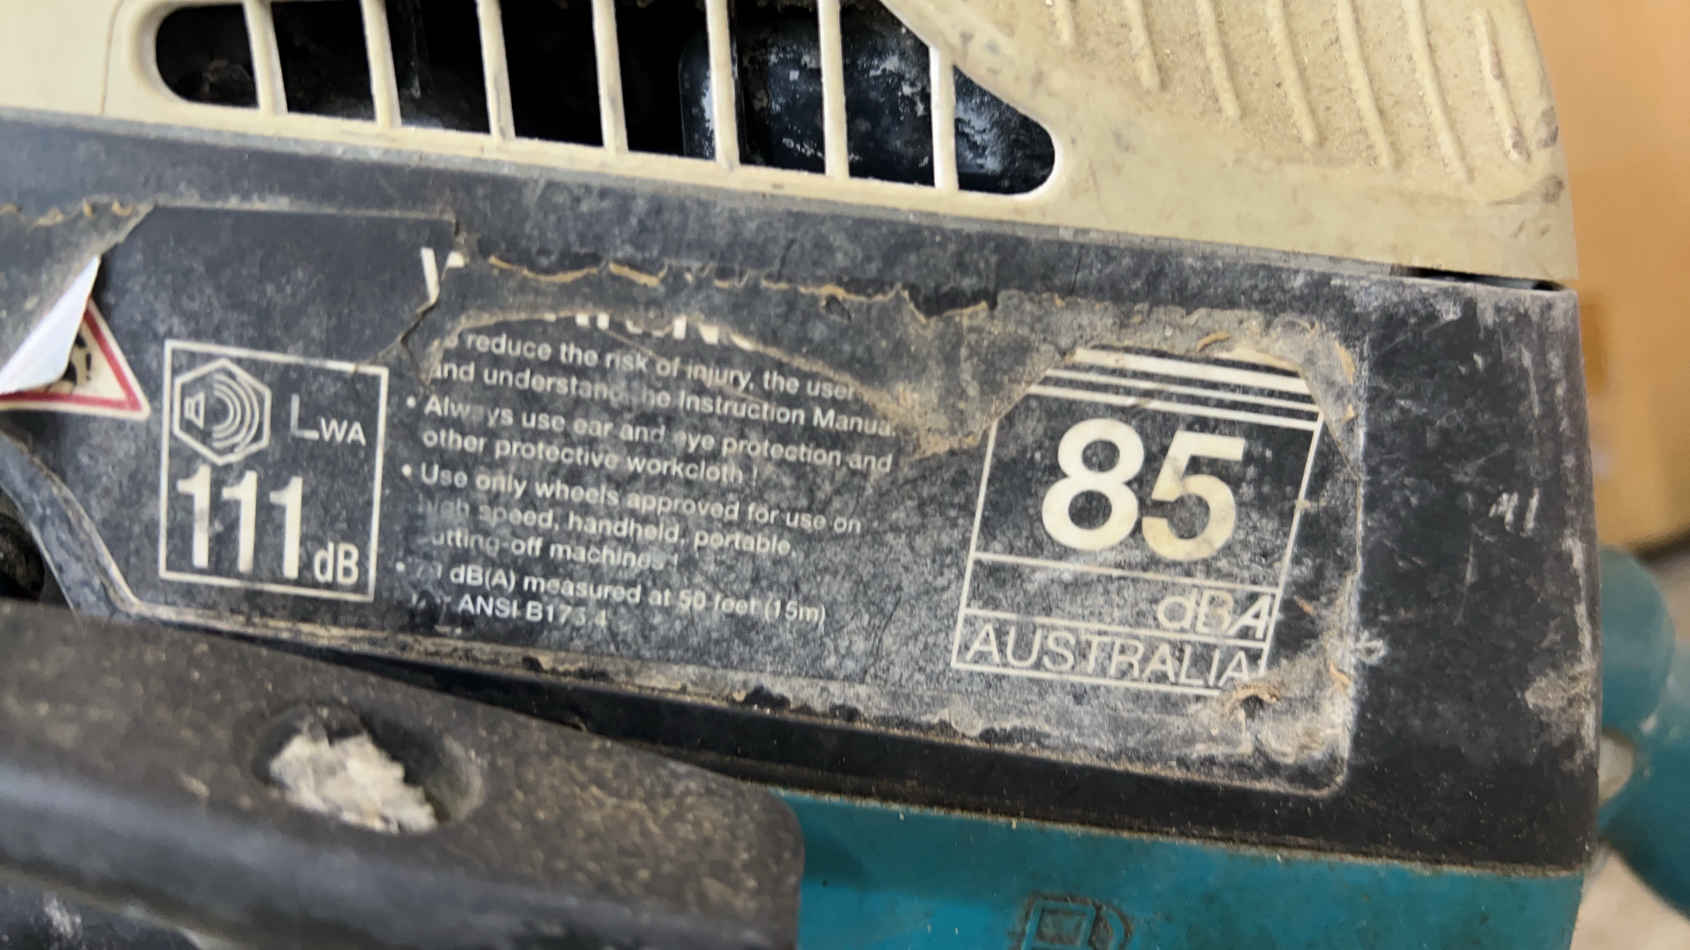 LWA
111 dB
reduce the risk of injury, the user
and understand the Instruction Manual
• Always use ear and eye protection and
other protective workcloth !
• Use only wheels approved for use on
high speed, handheld, portable
cutting-off machines !
dB(A) measured at 50 feet (15m)
ANSI
85
dBA
AUSTRALIA